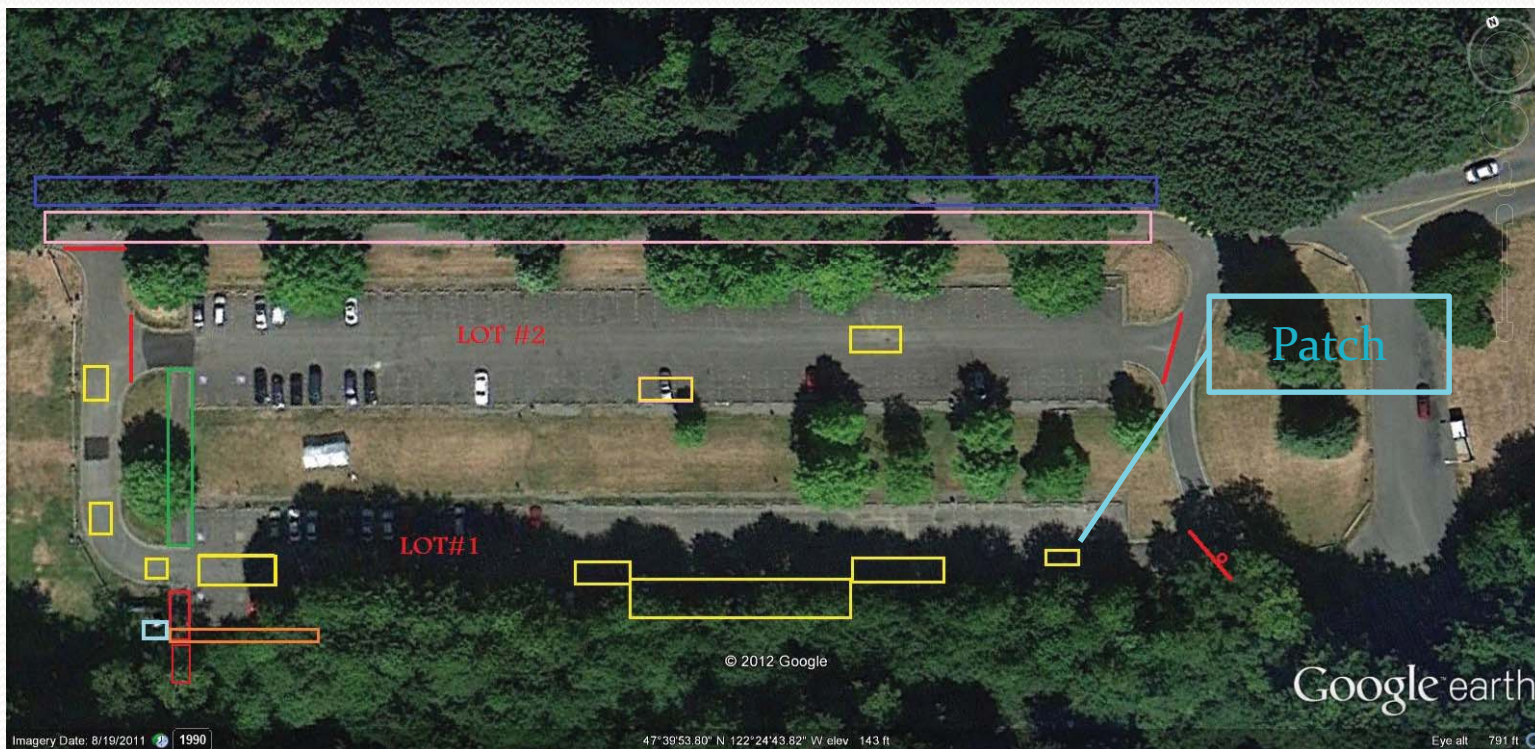 N
LOT #2
Patch
LOT#1
© 2012 Google
Google earth
Imagery Date: 8/19/2011
1990
47°39'53.80" N 122°24'43.82" W elev 143 ft
Eye alt 791 ft